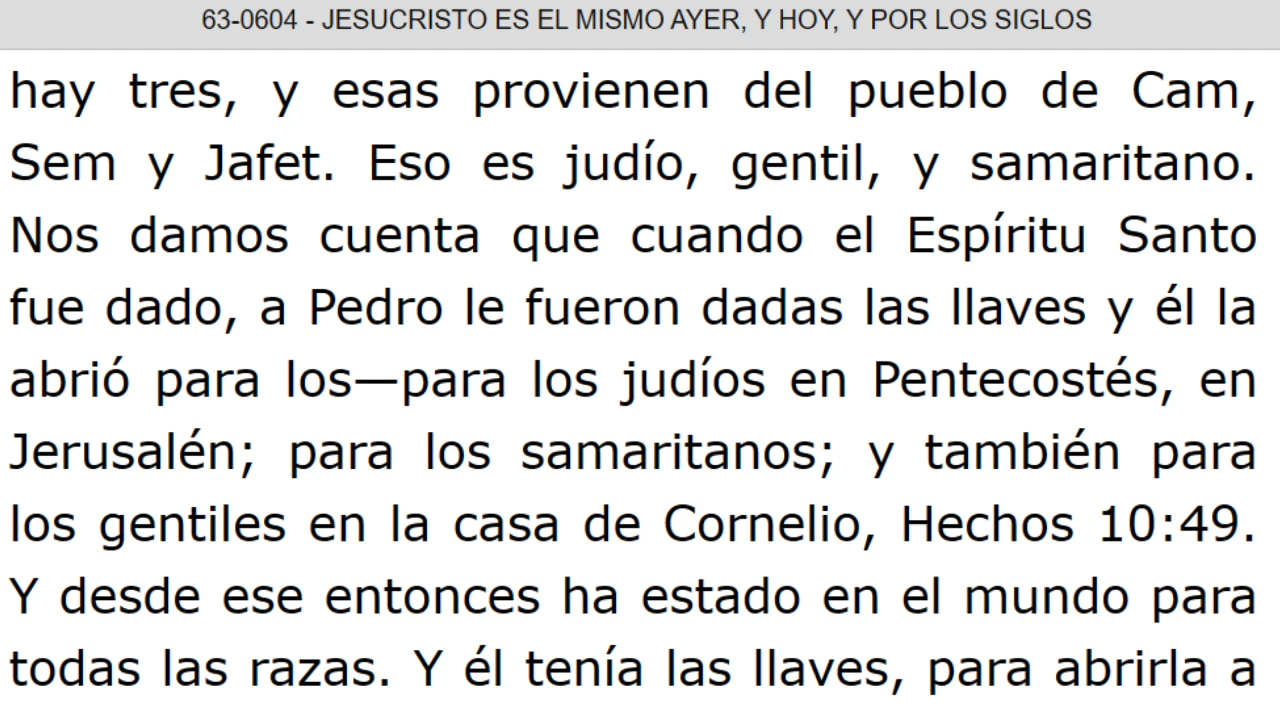 63-0604 - JESUCRISTO ES EL MISMO AYER, Y HOY, Y POR LOS SIGLOS
hay tres, y esas provienen del pueblo de Cam,
Sem y Jafet. Eso es judío, gentil, y samaritano.
Nos damos cuenta que cuando el Espíritu Santo
fue dado, a Pedro le fueron dadas las llaves y él la
abrió para los—para los judíos en Pentecostés, en
Jerusalén; para los samaritanos; y también para
los gentiles en la casa de Cornelio, Hechos 10:49.
Y desde ese entonces ha estado en el mundo para
todas las razas. Y él tenía las llaves, para abrirla a